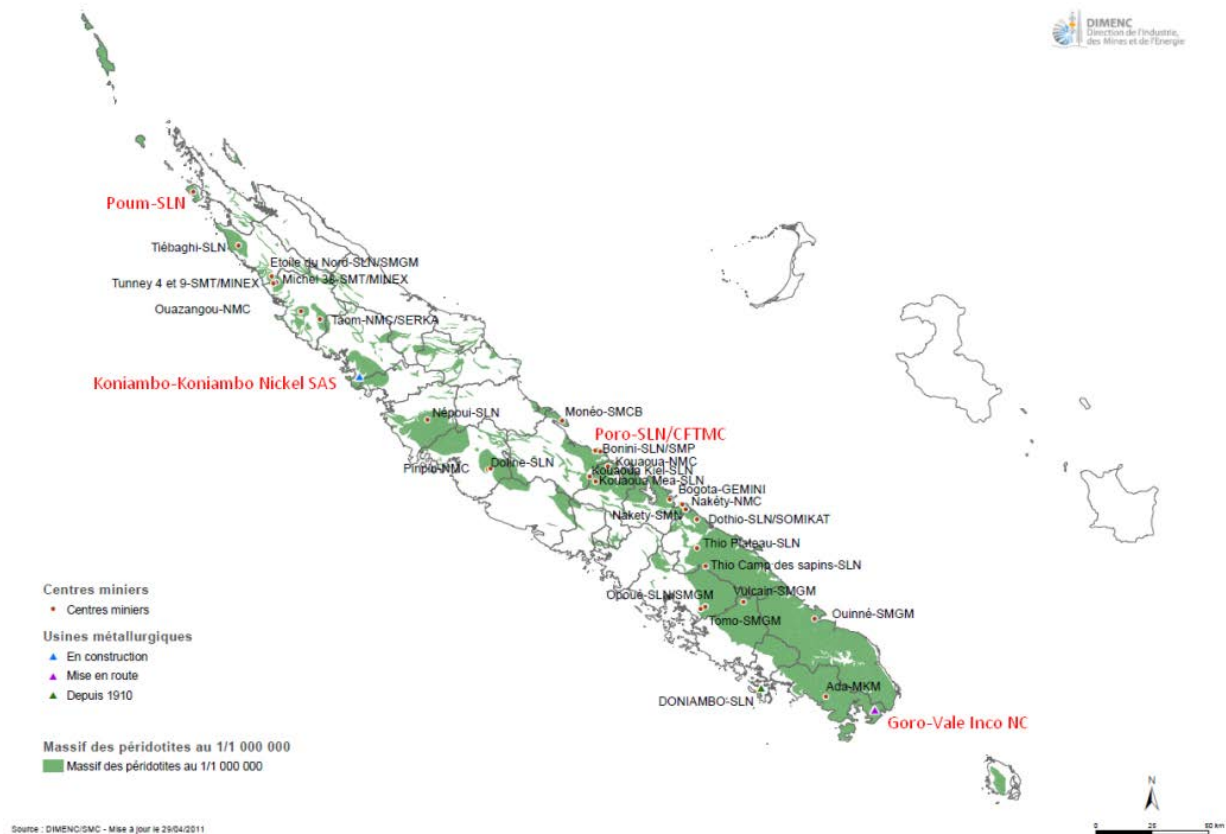 DIMENC
Direction de l'Industrie,
des Mines et de l'Energie
Poum-SLN
Tiébaghi-SLN
Etoile du Nord-SLN/SMGM
Tunney 4 et 9-SMT/MINEX
Michel 38-SMT/MINEX
Ouazangou-NMC
Taom-NMC/SERKA
Koniambo-Koniambo Nickel SAS
Népoui-SLN
Monéo-SMCB
Poro-SLN/CFTMC
Bonini-SLN/SMP
Kouaoua-NMC
Pinpin-NMC
Doline-SLN
Kouaoua Kiel-SLN
Kouaoua Mea-SLN
Bogota-GEMINI
Nakéty-NMC
Nakety-SMN
Dothio-SLN/SOMIKAT
Thio Plateau-SLN
Thio Camp des sapins-SLN
Opoué-SLN/SMGM
Vulcain-SMGM
Tomo-SMGM
Ouinné-SMGM
Ada-MKM
DONIAMBO-SLN
Goro-Vale Inco NC
Centres miniers
Centres miniers
Usines métallurgiques
En construction
Mise en route
Depuis 1910
Massif des péridotites au 1/1 000 000
Massif des péridotites au 1/1 000 000
N
0 25 50 km
Source : DIMENC/SMC - Mise à jour le 29/04/2011